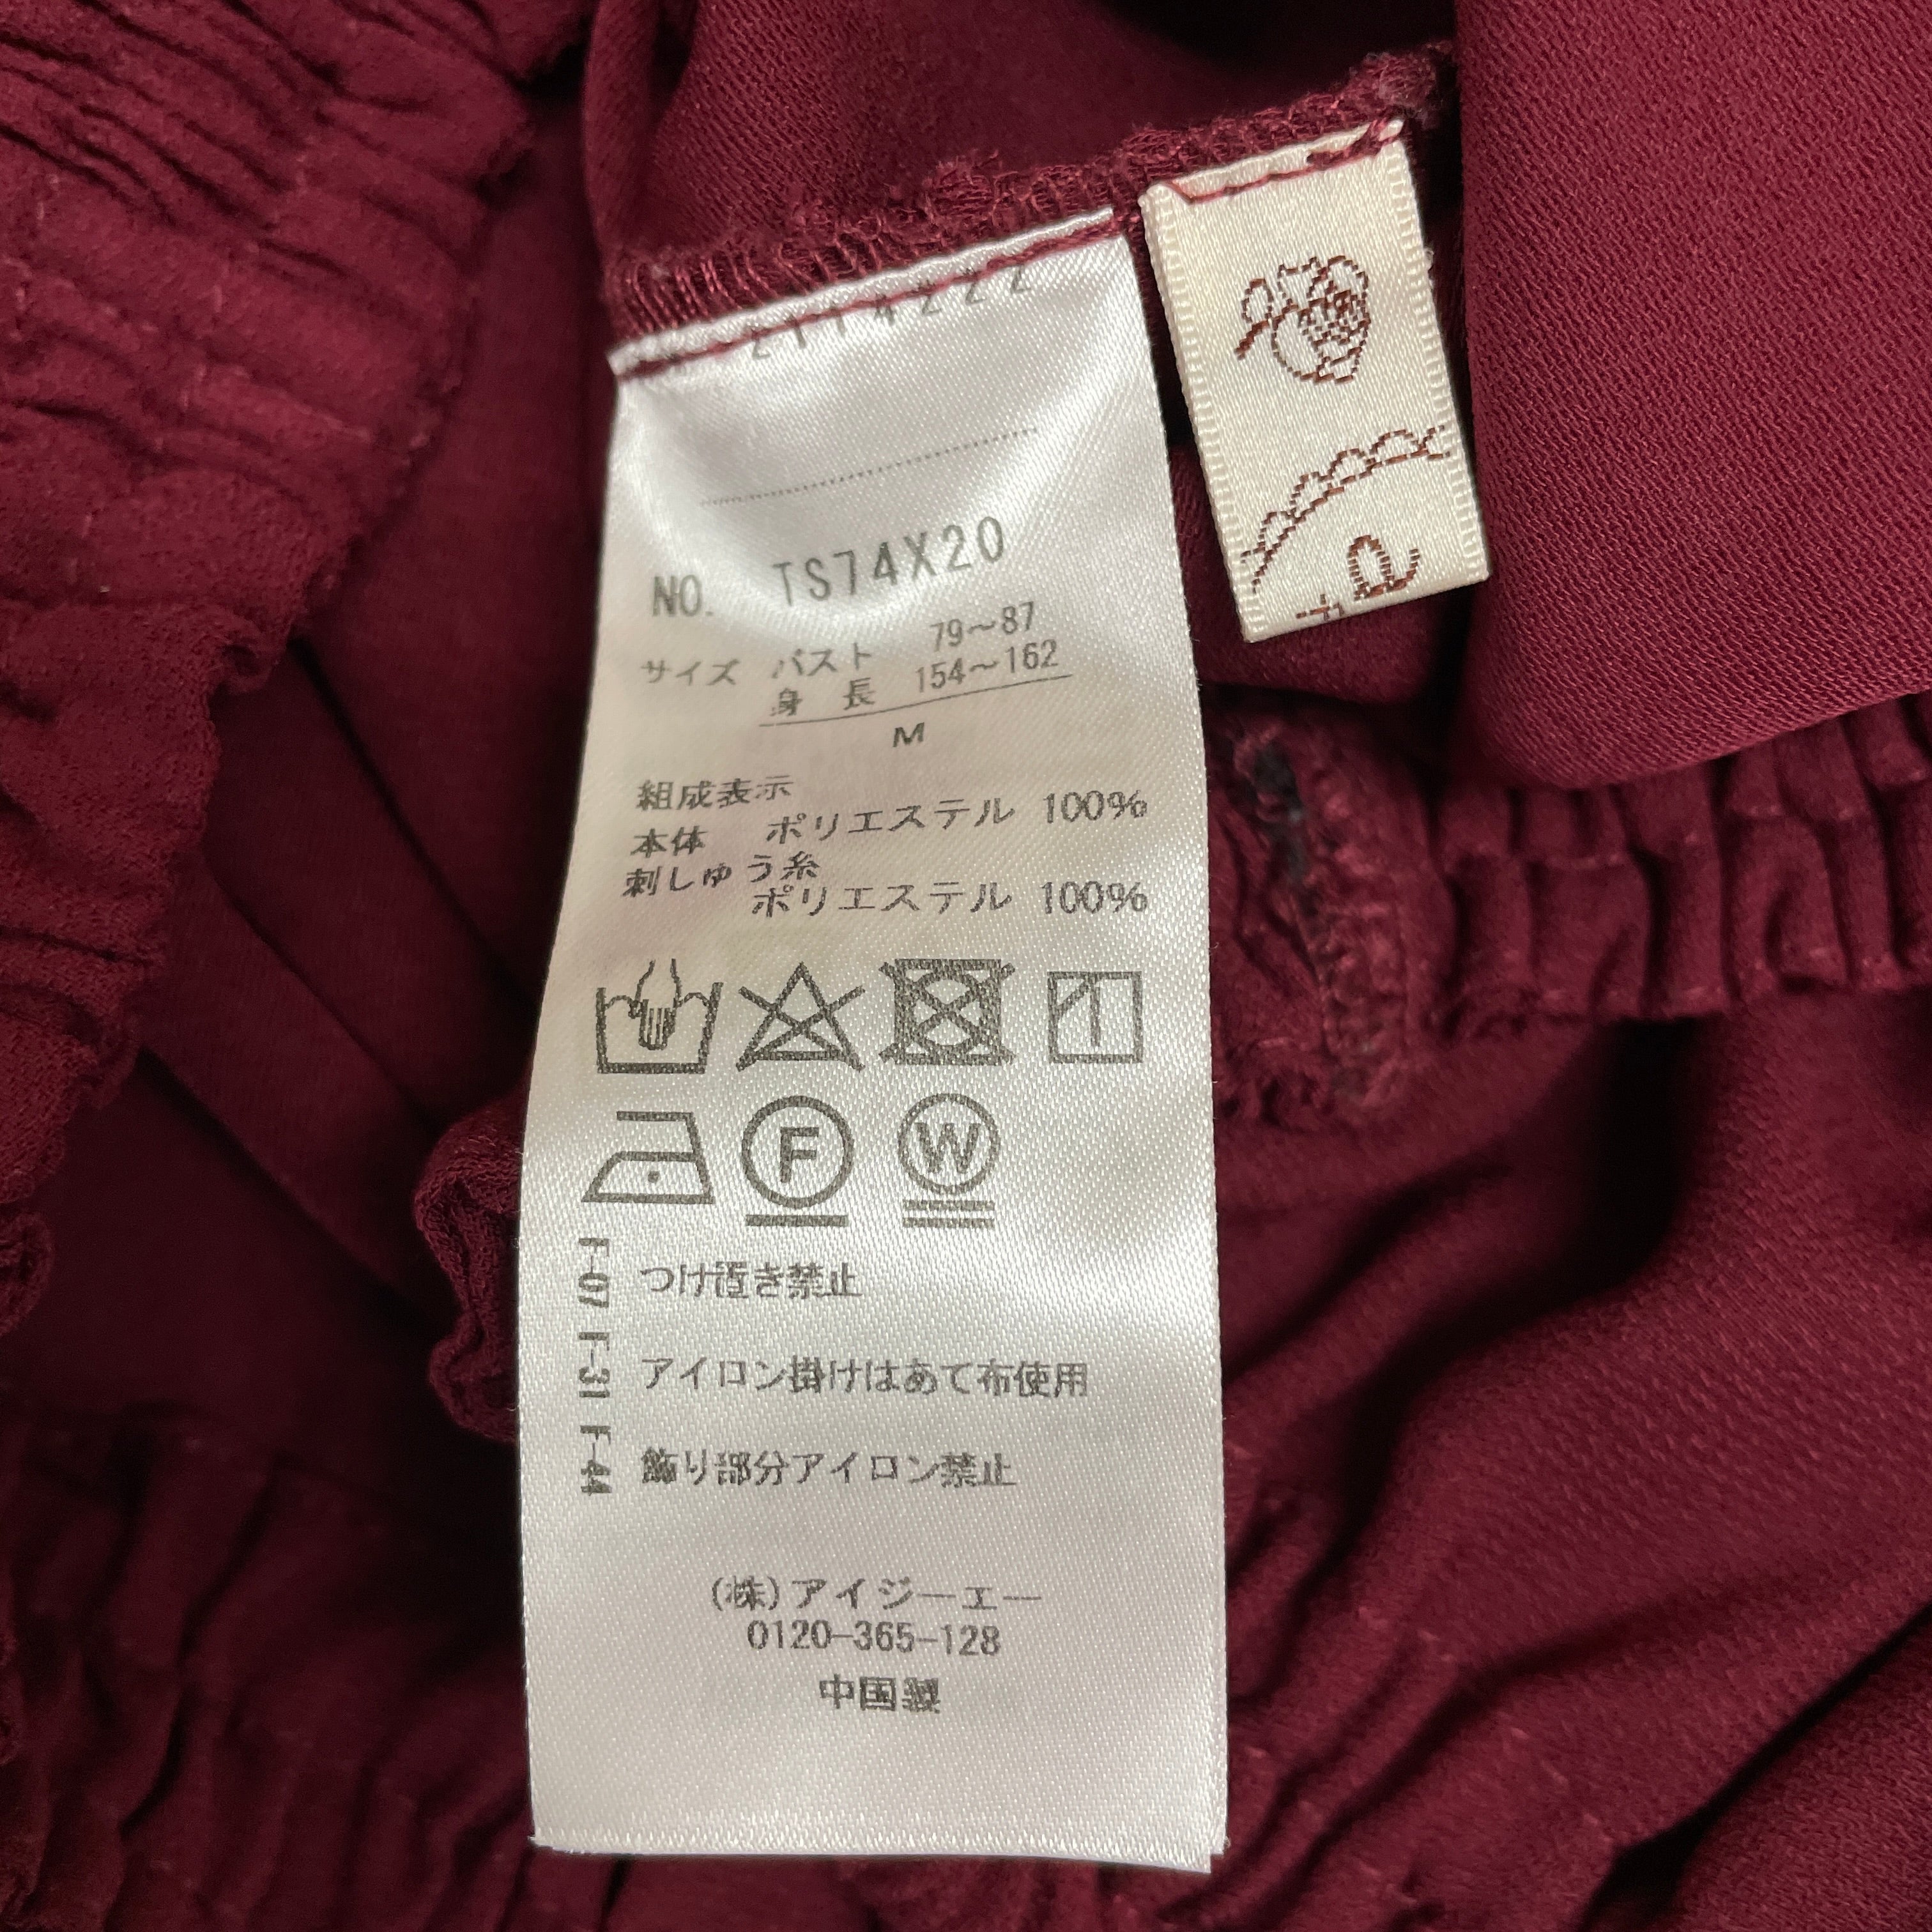 2114222
NO. TS74X20
サイズ バスト 79～87
身長 154～162
M
組成表示
本体 ポリエステル 100%
刺しゅう糸
ポリエステル 100%
F
W
F-07 つけ置き禁止
F-31 アイロン掛けはあて布使用
F-44 飾り部分アイロン禁止
(株)アイジーエー
0120-365-128
中国製